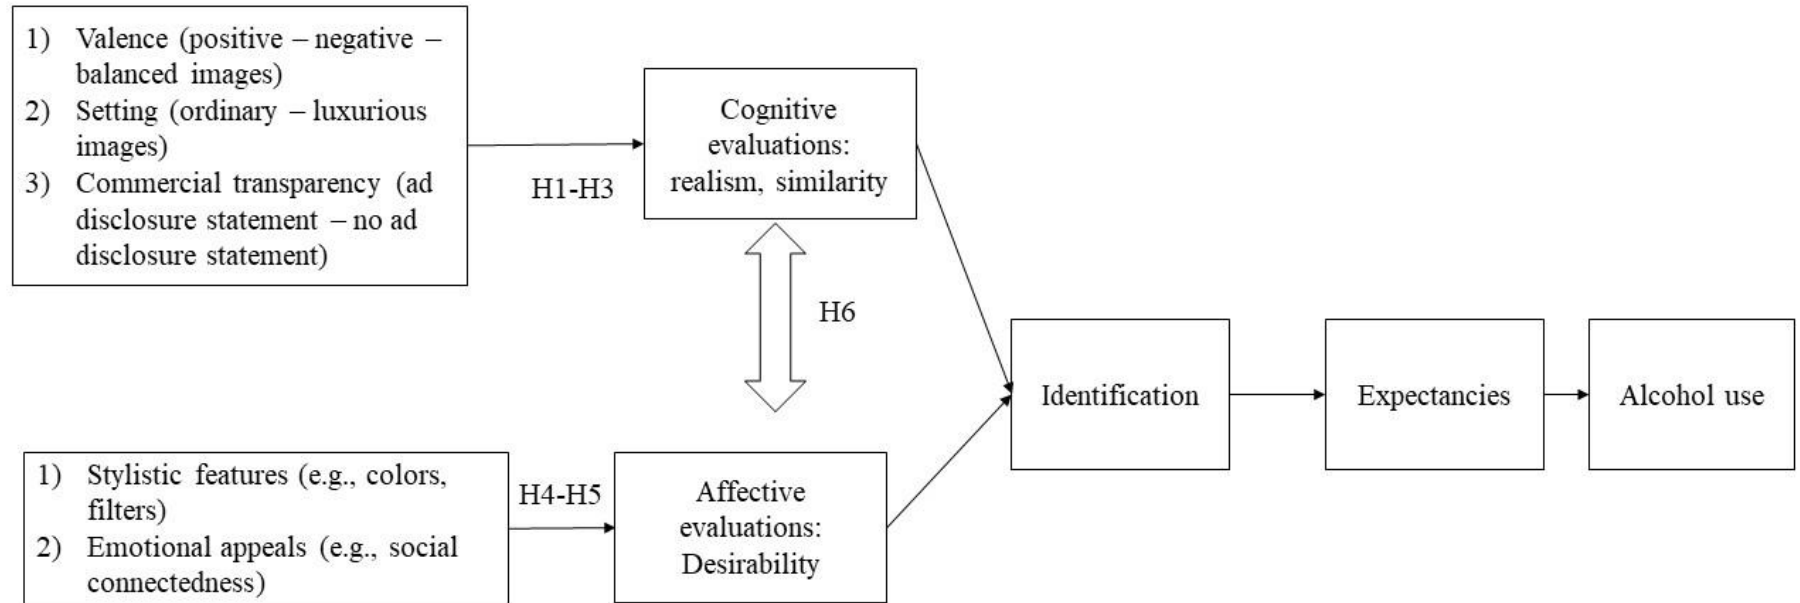 1) Valence (positive – negative –
balanced images)
2) Setting (ordinary – luxurious
images)
3) Commercial transparency (ad
disclosure statement – no ad
disclosure statement)
H1-H3
Cognitive
evaluations:
realism, similarity
H6
1) Stylistic features (e.g., colors,
filters)
2) Emotional appeals (e.g., social
connectedness)
H4-H5
Affective
evaluations:
Desirability
Identification
Expectancies
Alcohol use